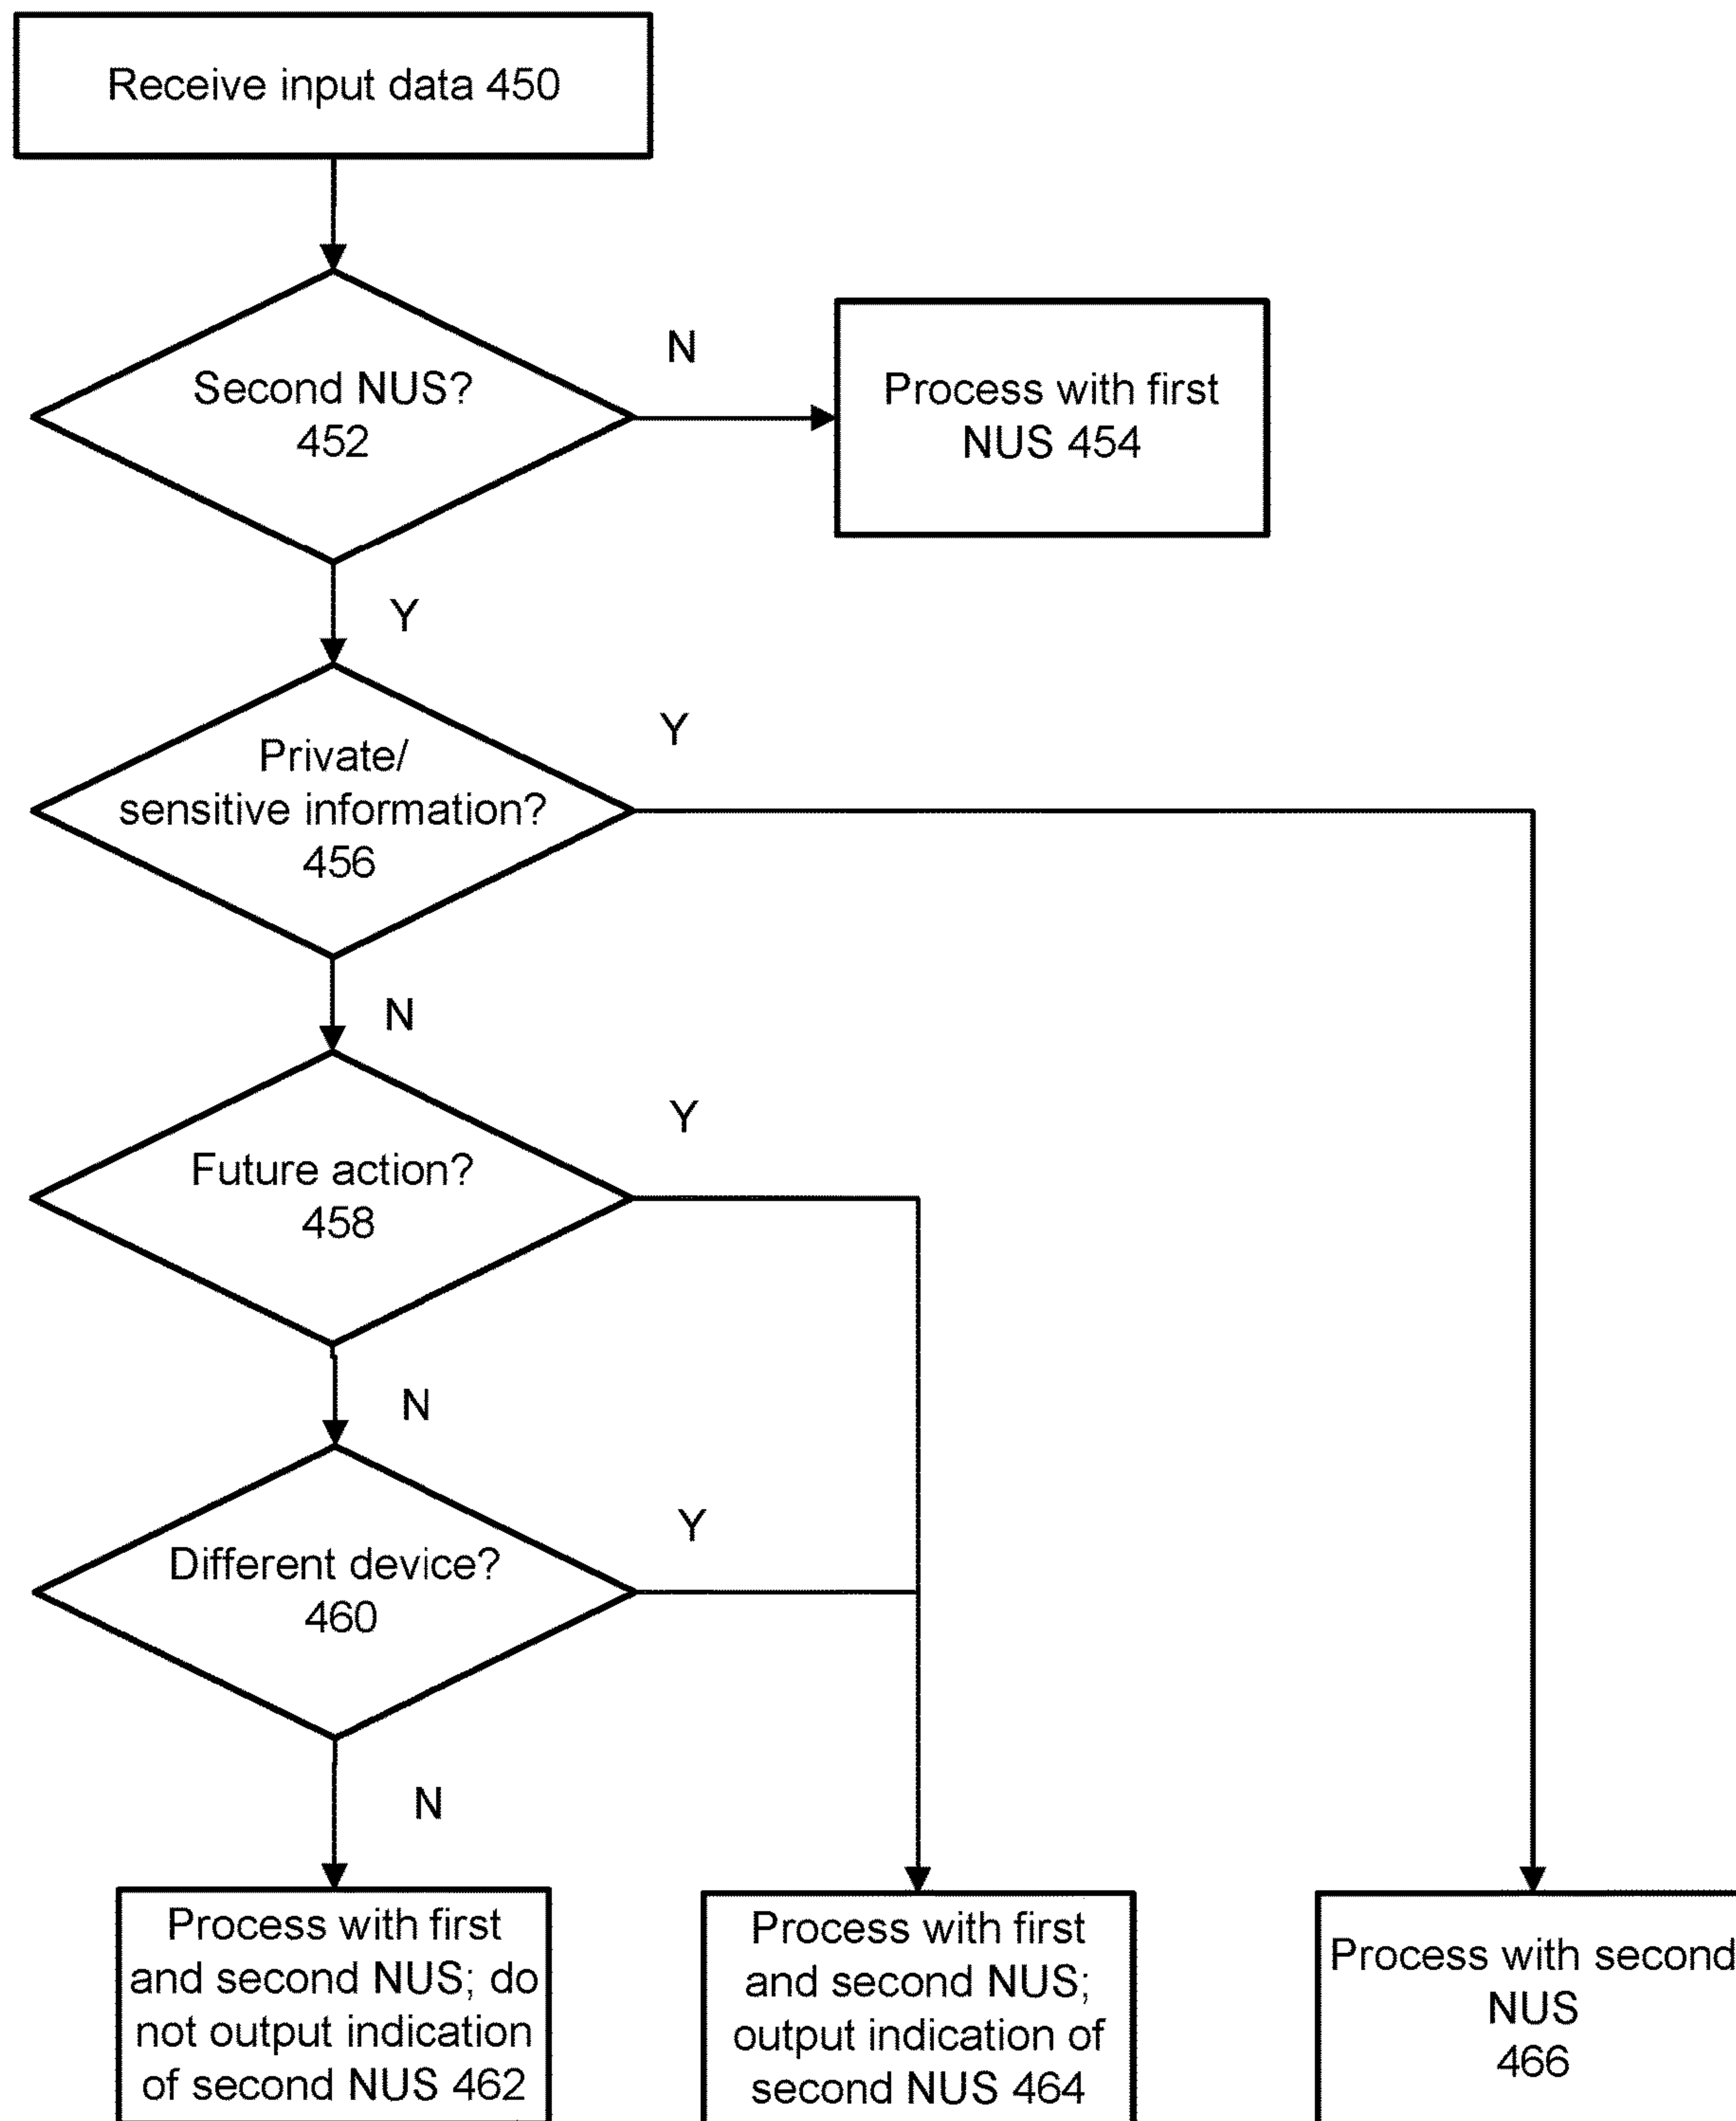 Receive input data 450
Second NUS?
452
N
Process with first
NUS 454
Y
Private/
sensitive information?
456
Y
N
Future action?
458
Y
N
Different device?
460
Y
N
Process with first
and second NUS; do
not output indication
of second NUS 462
Process with first
and second NUS;
output indication of
second NUS 464
Process with second
NUS
466